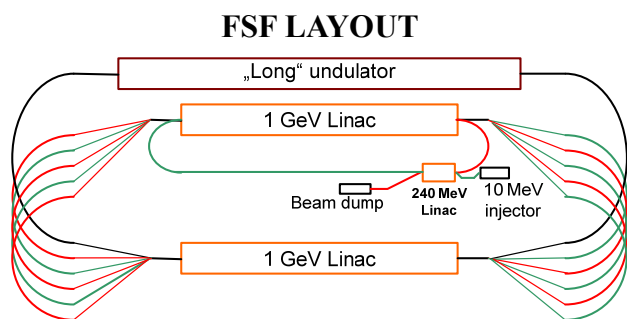 FSF LAYOUT
„Long“ undulator
1 GeV Linac
Beam dump
240 MeV
Linac
10 MeV
injector
1 GeV Linac